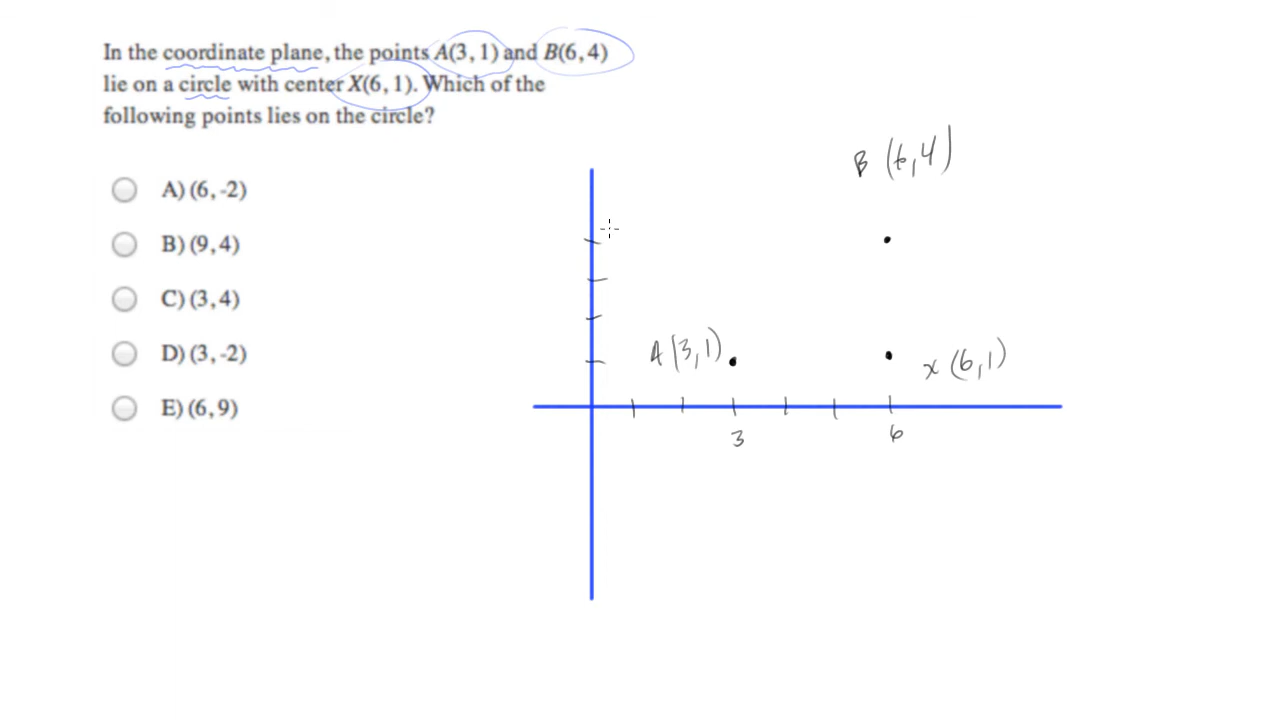 In the coordinate plane, the points A(3, 1) and B(6, 4)
lie on a circle with center X(6, 1). Which of the
following points lies on the circle?
A) (6, -2)
B) (9, 4)
C) (3, 4)
D) (3, -2)
E) (6, 9)
B (6,4)
A(3,1)
x (6,1)
3
6